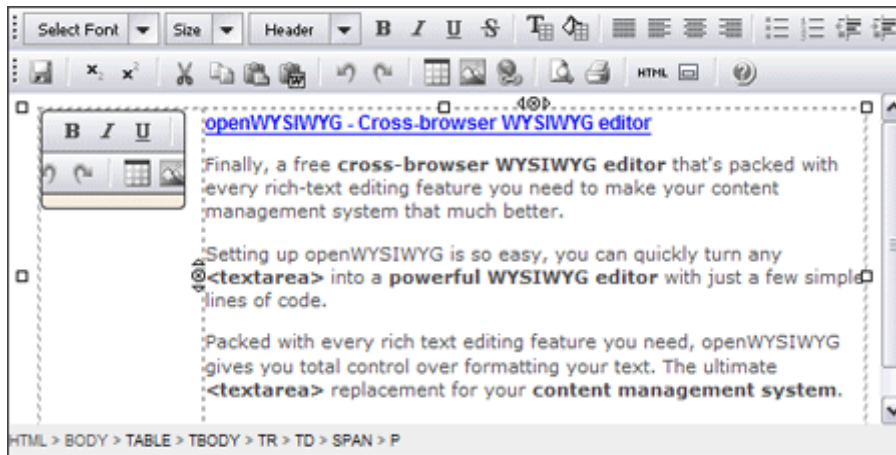 Select Font Size Header B I U S T
x₂ x² W HTML
B I U
openWYSIWYG - Cross-browser WYSIWYG editor
Finally, a free cross-browser WYSIWYG editor that's packed with
every rich-text editing feature you need to make your content
management system that much better.
Setting up openWYSIWYG is so easy, you can quickly turn any
<textarea> into a powerful WYSIWYG editor with just a few simple
lines of code.
Packed with every rich text editing feature you need, openWYSIWYG
gives you total control over formatting your text. The ultimate
<textarea> replacement for your content management system.
HTML > BODY > TABLE > TBODY > TR > TD > SPAN > P